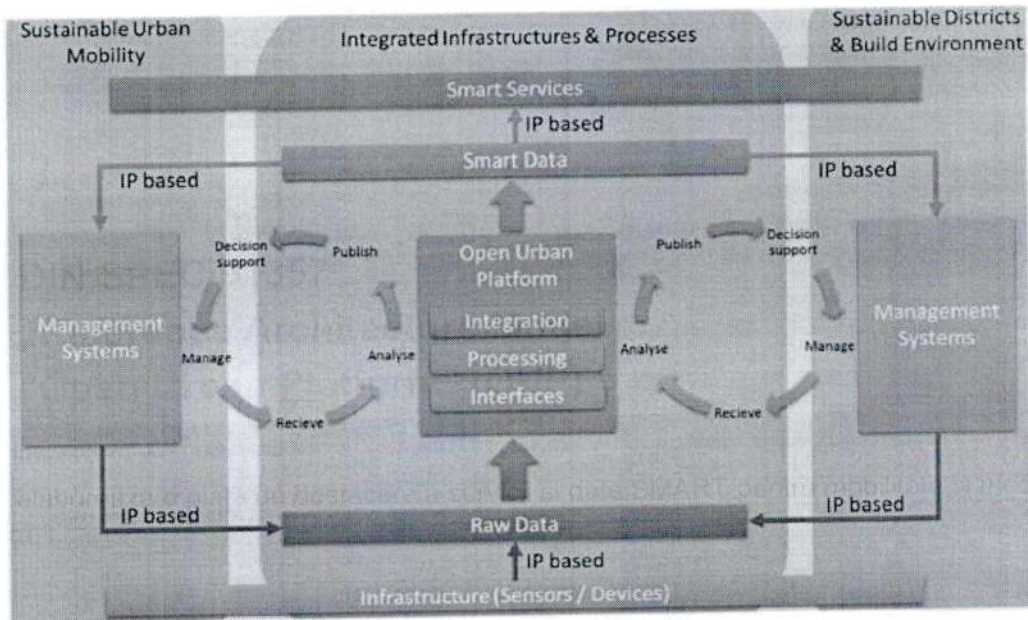 Sustainable Urban
Mobility
Integrated Infrastructures & Processes
Sustainable Districts
& Build Environment
Smart Services
IP based
Smart Data
IP based
IP based
Decision
support
Publish
Open Urban
Platform
Publish
Decision
support
Management
Systems
Integration
Management
Systems
Manage
Analyse
Processing
Analyse
Manage
Interfaces
Recieve
Recieve
IP based
Raw Data
IP based
IP based
Infrastructure (Sensors / Devices)